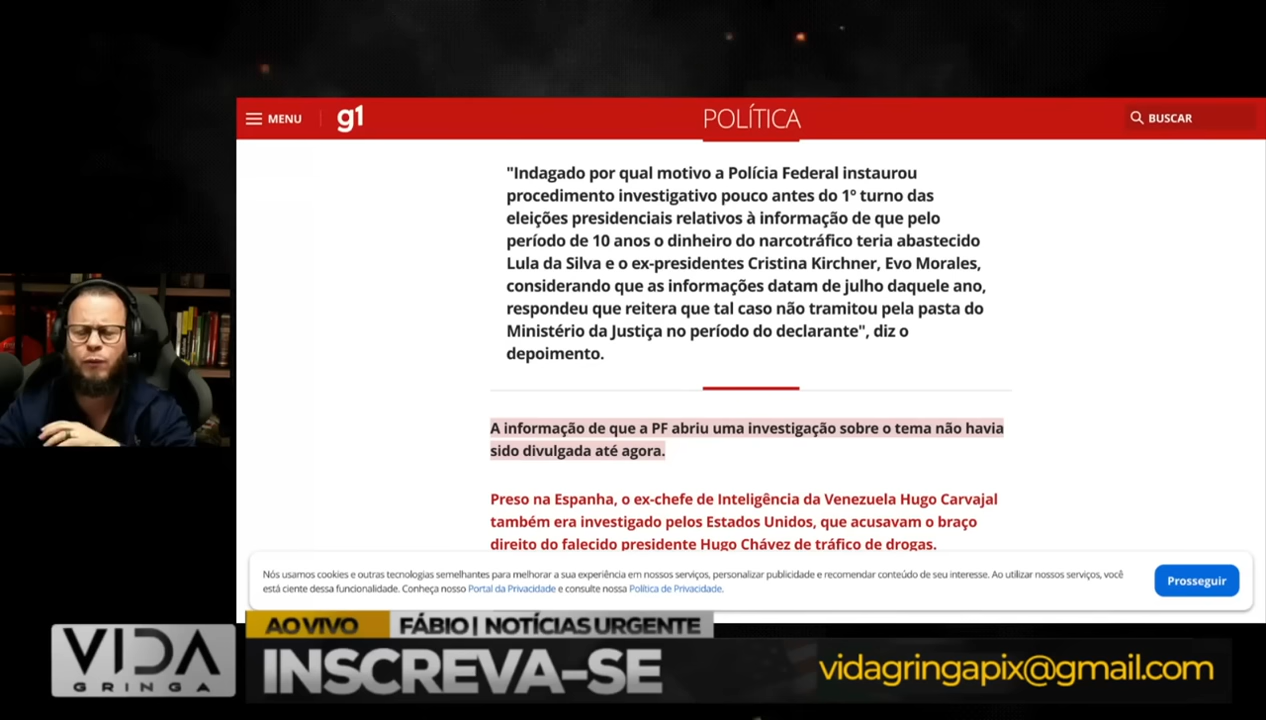 MENU
g1
POLÍTICA
BUSCAR
"Indagado por qual motivo a Polícia Federal instaurou
procedimento investigativo pouco antes do 1º turno das
eleições presidenciais relativos à informação de que pelo
período de 10 anos o dinheiro do narcotráfico teria abastecido
Lula da Silva e o ex-presidentes Cristina Kirchner, Evo Morales,
considerando que as informações datam de julho daquele ano,
respondeu que reitera que tal caso não tramitou pela pasta do
Ministério da Justiça no período do declarante", diz o
depoimento.
A informação de que a PF abriu uma investigação sobre o tema não havia
sido divulgada até agora.
Preso na Espanha, o ex-chefe de Inteligência da Venezuela Hugo Carvajal
também era investigado pelos Estados Unidos, que acusavam o braço
direito do falecido presidente Hugo Chávez de tráfico de drogas.
Nós usamos cookies e outras tecnologias semelhantes para melhorar a sua experiência em nossos serviços, personalizar publicidade e recomendar conteúdo de seu interesse. Ao utilizar nossos serviços, você
está ciente dessa funcionalidade. Conheça nosso Portal da Privacidade e consulte nossa Política de Privacidade.
Prosseguir
AO VIVO
FÁBIO | NOTÍCIAS URGENTE
VIDA
GRINGA
INSCREVA-SE
vidagringapix@gmail.com